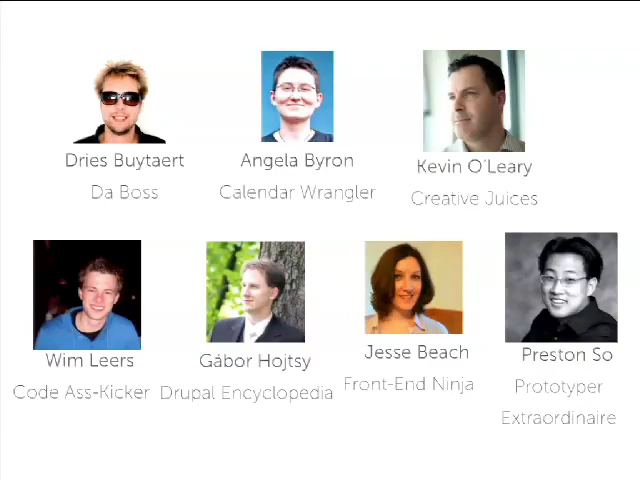 Dries Buytaert
Da Boss
Angela Byron
Calendar Wrangler
Kevin O'Leary
Creative Juices
Wim Leers
Code Ass-Kicker
Gábor Hojtsy
Drupal Encyclopedia
Jesse Beach
Front-End Ninja
Preston So
Prototyper
Extraordinaire